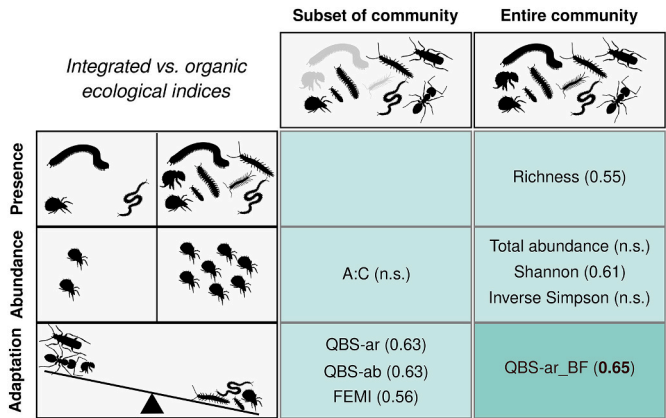 Subset of community
Entire community
Integrated vs. organic
ecological indices
Presence
Richness (0.55)
Abundance
A:C (n.s.)
Total abundance (n.s.)
Shannon (0.61)
Inverse Simpson (n.s.)
Adaptation
QBS-ar (0.63)
QBS-ab (0.63)
FEMI (0.56)
QBS-ar_BF (0.65)